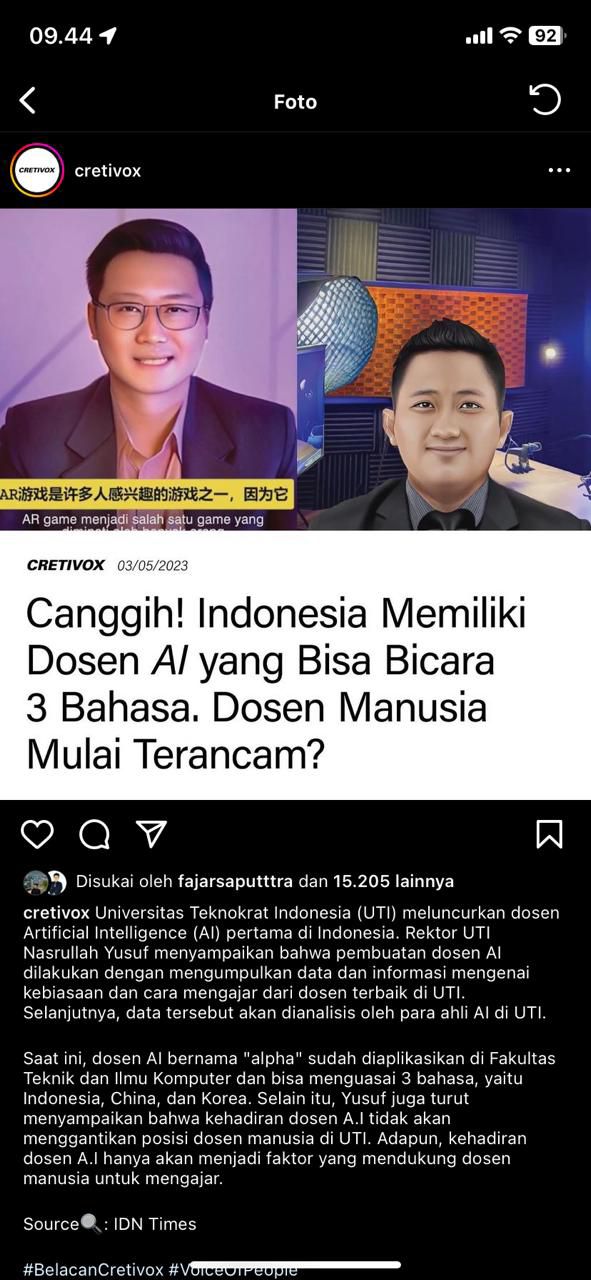 09.44
92
Foto
CRETIVOX
cretivox
AR游戏是许多人感兴趣的游戏之一，因为它
AR game menjadi salah satu game yang
diminati oleh banyak orang
CRETIVOX 03/05/2023
Canggih! Indonesia Memiliki
Dosen AI yang Bisa Bicara
3 Bahasa. Dosen Manusia
Mulai Terancam?
Disukai oleh fajarsaputttra dan 15.205 lainnya
cretivox Universitas Teknokrat Indonesia (UTI) meluncurkan dosen
Artificial Intelligence (AI) pertama di Indonesia. Rektor UTI
Nasrullah Yusuf menyampaikan bahwa pembuatan dosen AI
dilakukan dengan mengumpulkan data dan informasi mengenai
kebiasaan dan cara mengajar dari dosen terbaik di UTI.
Selanjutnya, data tersebut akan dianalisis oleh para ahli AI di UTI.
Saat ini, dosen AI bernama "alpha" sudah diaplikasikan di Fakultas
Teknik dan Ilmu Komputer dan bisa menguasai 3 bahasa, yaitu
Indonesia, China, dan Korea. Selain itu, Yusuf juga turut
menyampaikan bahwa kehadiran dosen A.I tidak akan
menggantikan posisi dosen manusia di UTI. Adapun, kehadiran
dosen A.I hanya akan menjadi faktor yang mendukung dosen
manusia untuk mengajar.
Source🔍: IDN Times
#BelacanCretivox #VoiceOfPeople